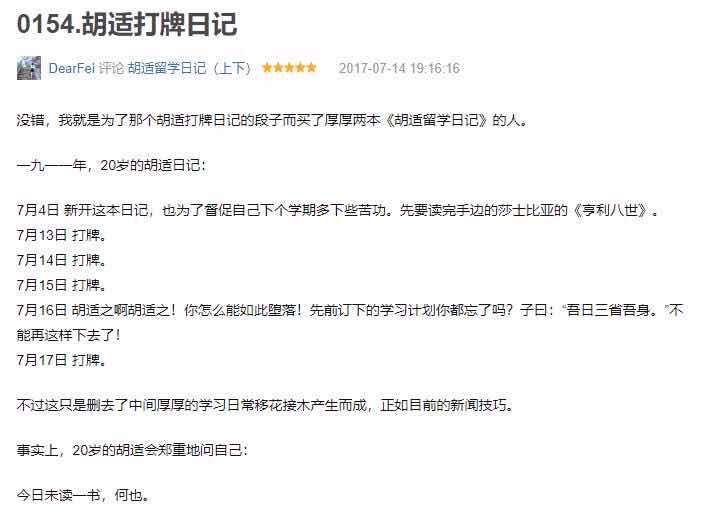 0154.胡适打牌日记
DearFei 评论 胡适留学日记（上下） ★★★★★ 2017-07-14 19:16:16
没错，我就是为了那个胡适打牌日记的段子而买了厚厚两本《胡适留学日记》的人。
一九一一年，20岁的胡适日记：
7月4日 新开这本日记，也为了督促自己下个学期多下些苦功。先要读完手边的莎士比亚的《亨利八世》。
7月13日 打牌。
7月14日 打牌。
7月15日 打牌。
7月16日 胡适之啊胡适之！你怎么能如此堕落！先前订下的学习计划你都忘了吗？子曰：“吾日三省吾身。”不
能再这样下去了！
7月17日 打牌。
不过这只是删去了中间厚厚的学习日常移花接木产生而成，正如目前的新闻技巧。
事实上，20岁的胡适会郑重地问自己：
今日未读一书，何也。